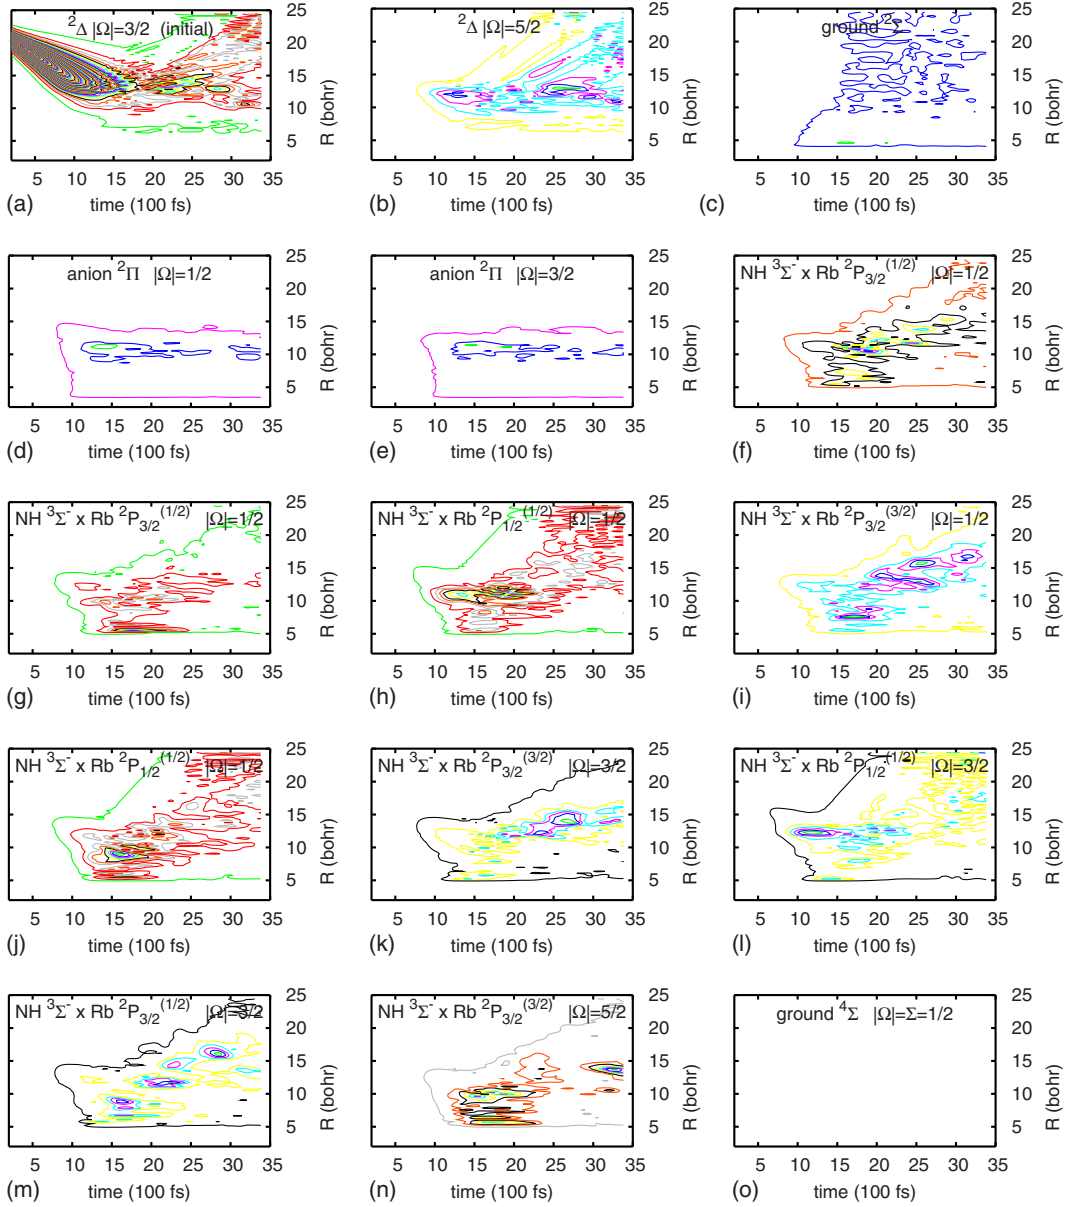 ²Δ |Ω|=3/2 (initial)
25
20
15
10
5
R (bohr)
5 10 15 20 25 30 35
(a) time (100 fs)
²Δ |Ω|=5/2
25
20
15
10
5
R (bohr)
5 10 15 20 25 30 35
(b) time (100 fs)
ground ²Σ
25
20
15
10
5
R (bohr)
5 10 15 20 25 30 35
(c) time (100 fs)
anion ²Π |Ω|=1/2
25
20
15
10
5
R (bohr)
5 10 15 20 25 30 35
(d) time (100 fs)
anion ²Π |Ω|=3/2
25
20
15
10
5
R (bohr)
5 10 15 20 25 30 35
(e) time (100 fs)
NH ³Σ⁻ x Rb ²P₃/₂⁽¹/²⁾ |Ω|=1/2
25
20
15
10
5
R (bohr)
5 10 15 20 25 30 35
(f) time (100 fs)
NH ³Σ⁻ x Rb ²P₃/₂⁽¹/²⁾ |Ω|=1/2
25
20
15
10
5
R (bohr)
5 10 15 20 25 30 35
(g) time (100 fs)
NH ³Σ⁻ x Rb ²P₁/₂⁽¹/²⁾ |Ω|=1/2
25
20
15
10
5
R (bohr)
5 10 15 20 25 30 35
(h) time (100 fs)
NH ³Σ⁻ x Rb ²P₃/₂⁽³/²⁾ |Ω|=1/2
25
20
15
10
5
R (bohr)
5 10 15 20 25 30 35
(i) time (100 fs)
NH ³Σ⁻ x Rb ²P₁/₂⁽¹/²⁾ |Ω|=1/2
25
20
15
10
5
R (bohr)
5 10 15 20 25 30 35
(j) time (100 fs)
NH ³Σ⁻ x Rb ²P₃/₂⁽³/²⁾ |Ω|=3/2
25
20
15
10
5
R (bohr)
5 10 15 20 25 30 35
(k) time (100 fs)
NH ³Σ⁻ x Rb ²P₁/₂⁽¹/²⁾ |Ω|=3/2
25
20
15
10
5
R (bohr)
5 10 15 20 25 30 35
(l) time (100 fs)
NH ³Σ⁻ x Rb ²P₃/₂⁽¹/²⁾ |Ω|=3/2
25
20
15
10
5
R (bohr)
5 10 15 20 25 30 35
(m) time (100 fs)
NH ³Σ⁻ x Rb ²P₃/₂⁽³/²⁾ |Ω|=5/2
25
20
15
10
5
R (bohr)
5 10 15 20 25 30 35
(n) time (100 fs)
ground ⁴Σ |Ω|=Σ=1/2
25
20
15
10
5
R (bohr)
5 10 15 20 25 30 35
(o) time (100 fs)